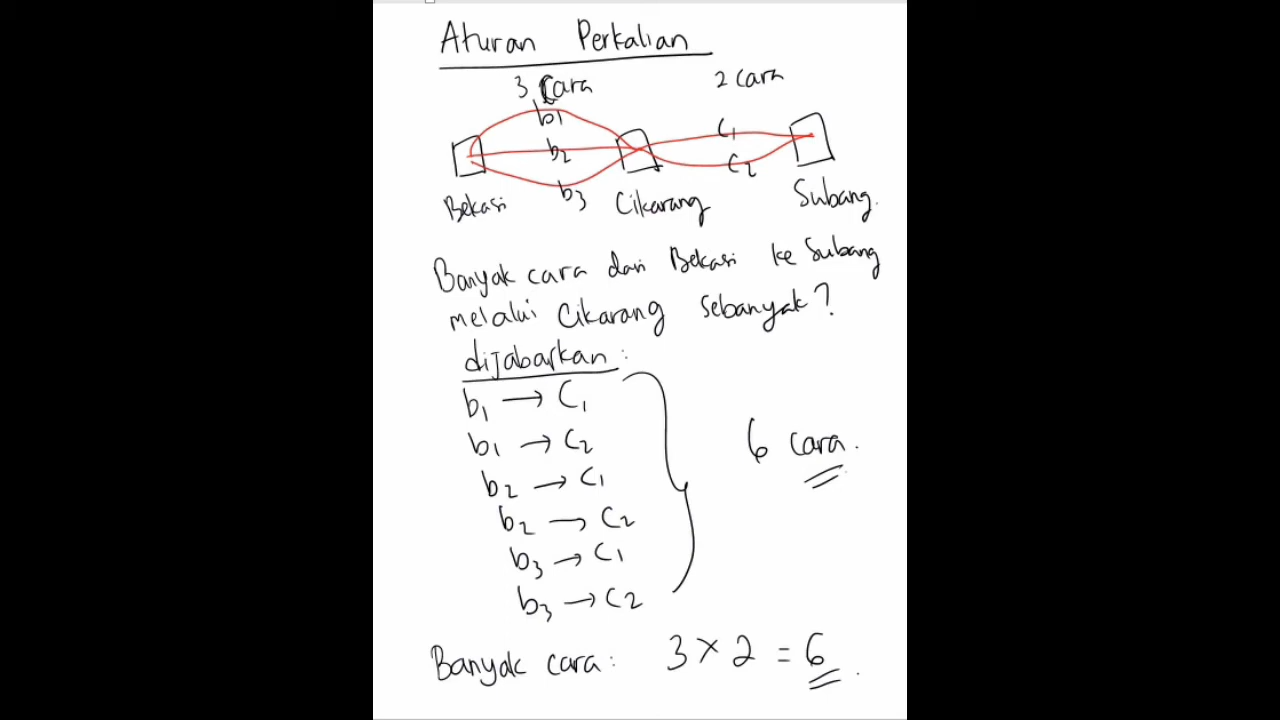 Aturan Perkalian
3 Cara 2 Cara
b1
b2
b3
C1
C2
Bekasi Cikarang Subang.
Banyak cara dari Bekasi ke Subang
melalui Cikarang sebanyak?
dijabarkan :
b1 → C1
b1 → C2
b2 → C1
b2 → C2
b3 → C1
b3 → C2
6 cara.
Banyak cara : 3 × 2 = 6.